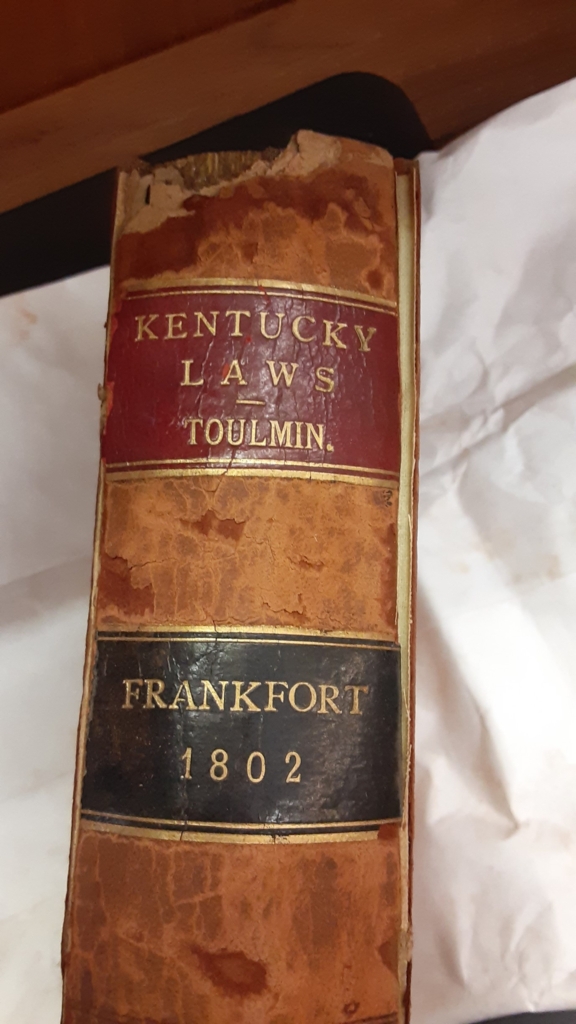 KENTUCKY
LAWS
TOULMIN.
FRANKFORT
1802